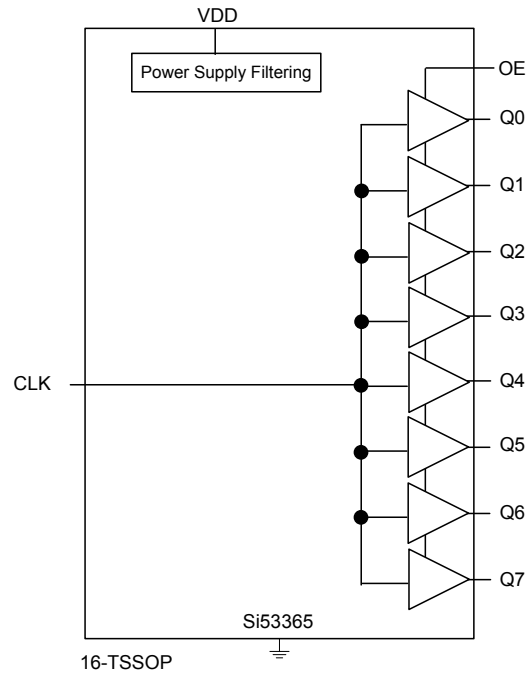 VDD
Power Supply Filtering
OE
Q0
Q1
Q2
Q3
CLK
Q4
Q5
Q6
Q7
Si53365
16-TSSOP